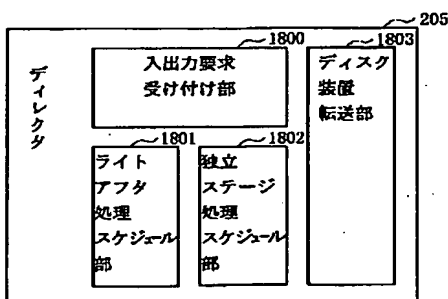 205
ディレクタ
1800
入出力要求
受け付け部
1801
ライト
アフタ
処理
スケジュール
部
1802
独立
ステージ
処理
スケジュール
部
1803
ディスク
装置
転送部